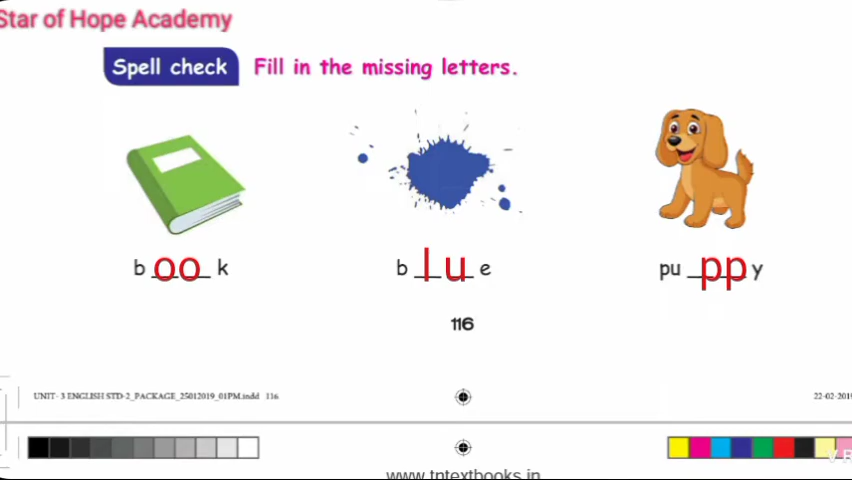 Star of Hope Academy
Spell check Fill in the missing letters.
b oo k b l u e pu pp y
116
UNIT- 3 ENGLISH STD-2_PACKAGE_25012019_01PM.indd 116 22-02-2019
www.tntextbooks.in